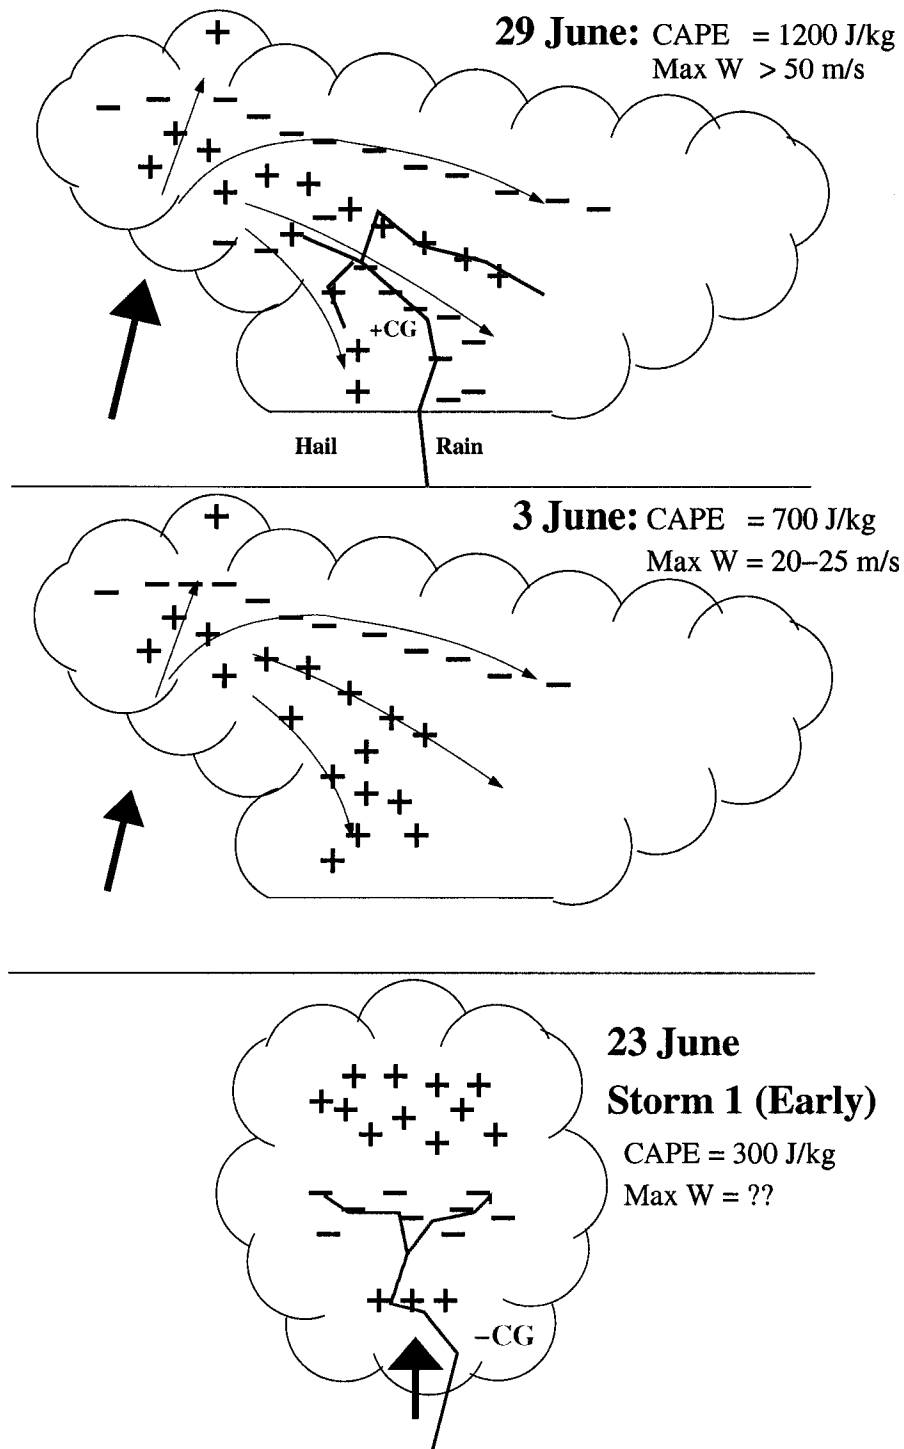 29 June: CAPE = 1200 J/kg
Max W > 50 m/s
+CG
Hail Rain
3 June: CAPE = 700 J/kg
Max W = 20–25 m/s
23 June
Storm 1 (Early)
CAPE = 300 J/kg
Max W = ??
–CG